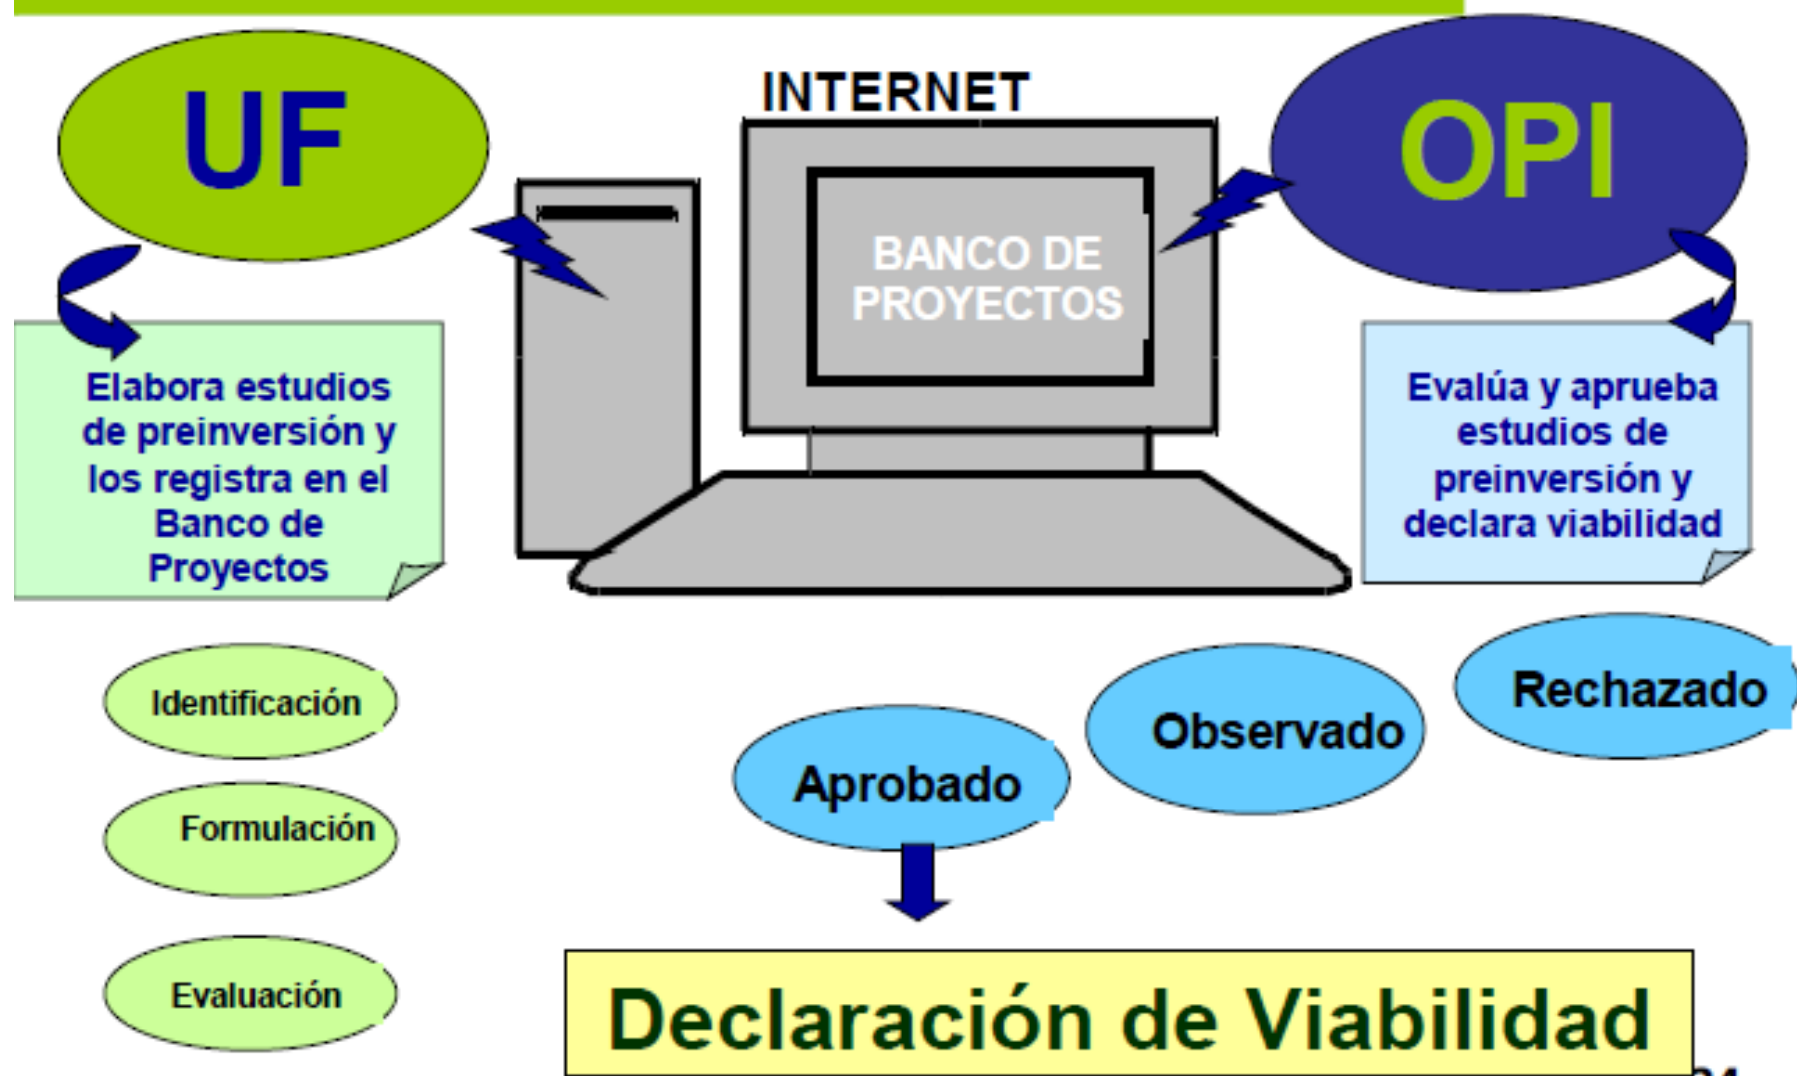 UF
INTERNET
OPI
BANCO DE
PROYECTOS
Elabora estudios
de preinversión y
los registra en el
Banco de
Proyectos
Evalúa y aprueba
estudios de
preinversión y
declara viabilidad
Identificación
Formulación
Evaluación
Aprobado
Observado
Rechazado
Declaración de Viabilidad